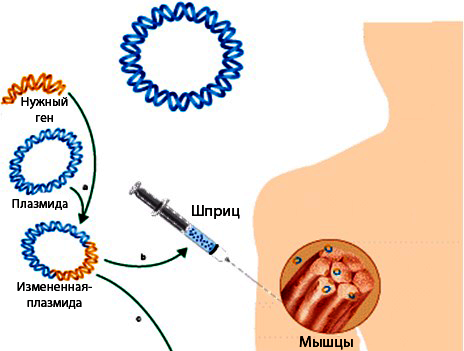 Нужный
ген
a
Плазмида
Шприц
b
Измененная-
плазмида
c
Мышцы